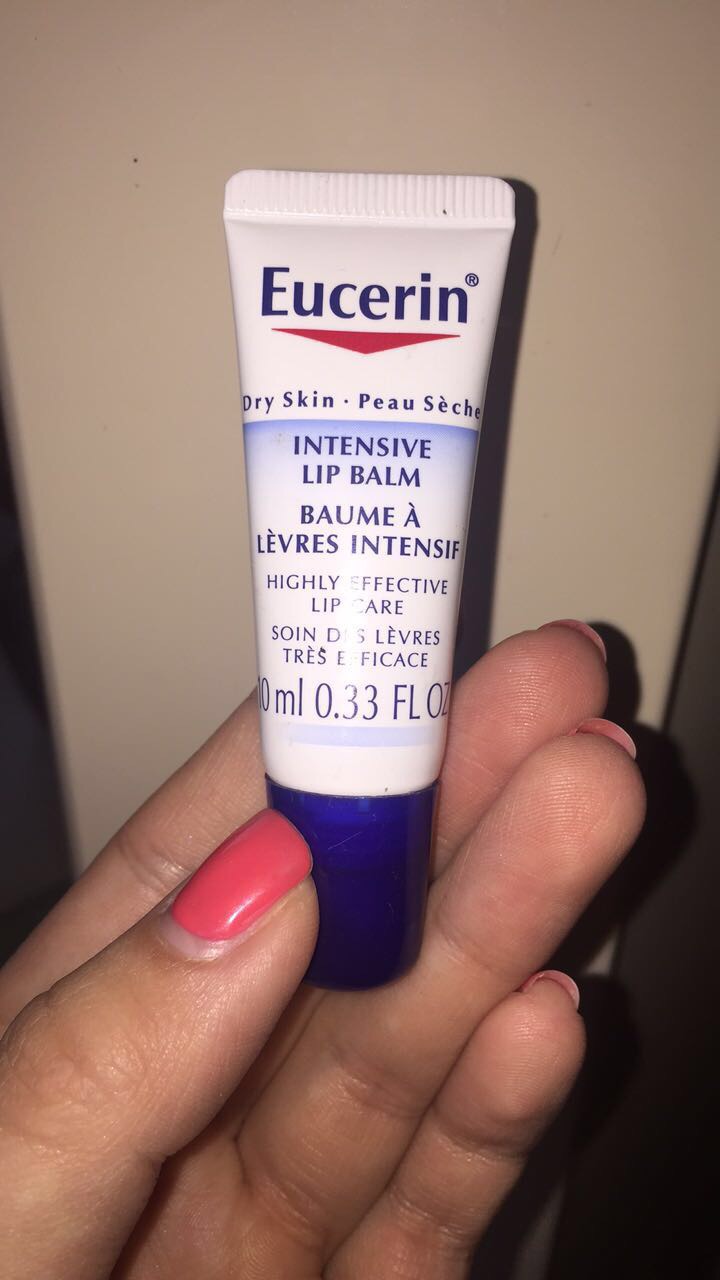 Eucerin®
Dry Skin · Peau Sèche
INTENSIVE
LIP BALM
BAUME À
LÈVRES INTENSIF
HIGHLY EFFECTIVE
LIP CARE
SOIN DES LÈVRES
TRÈS EFFICACE
10 ml 0.33 FL OZ